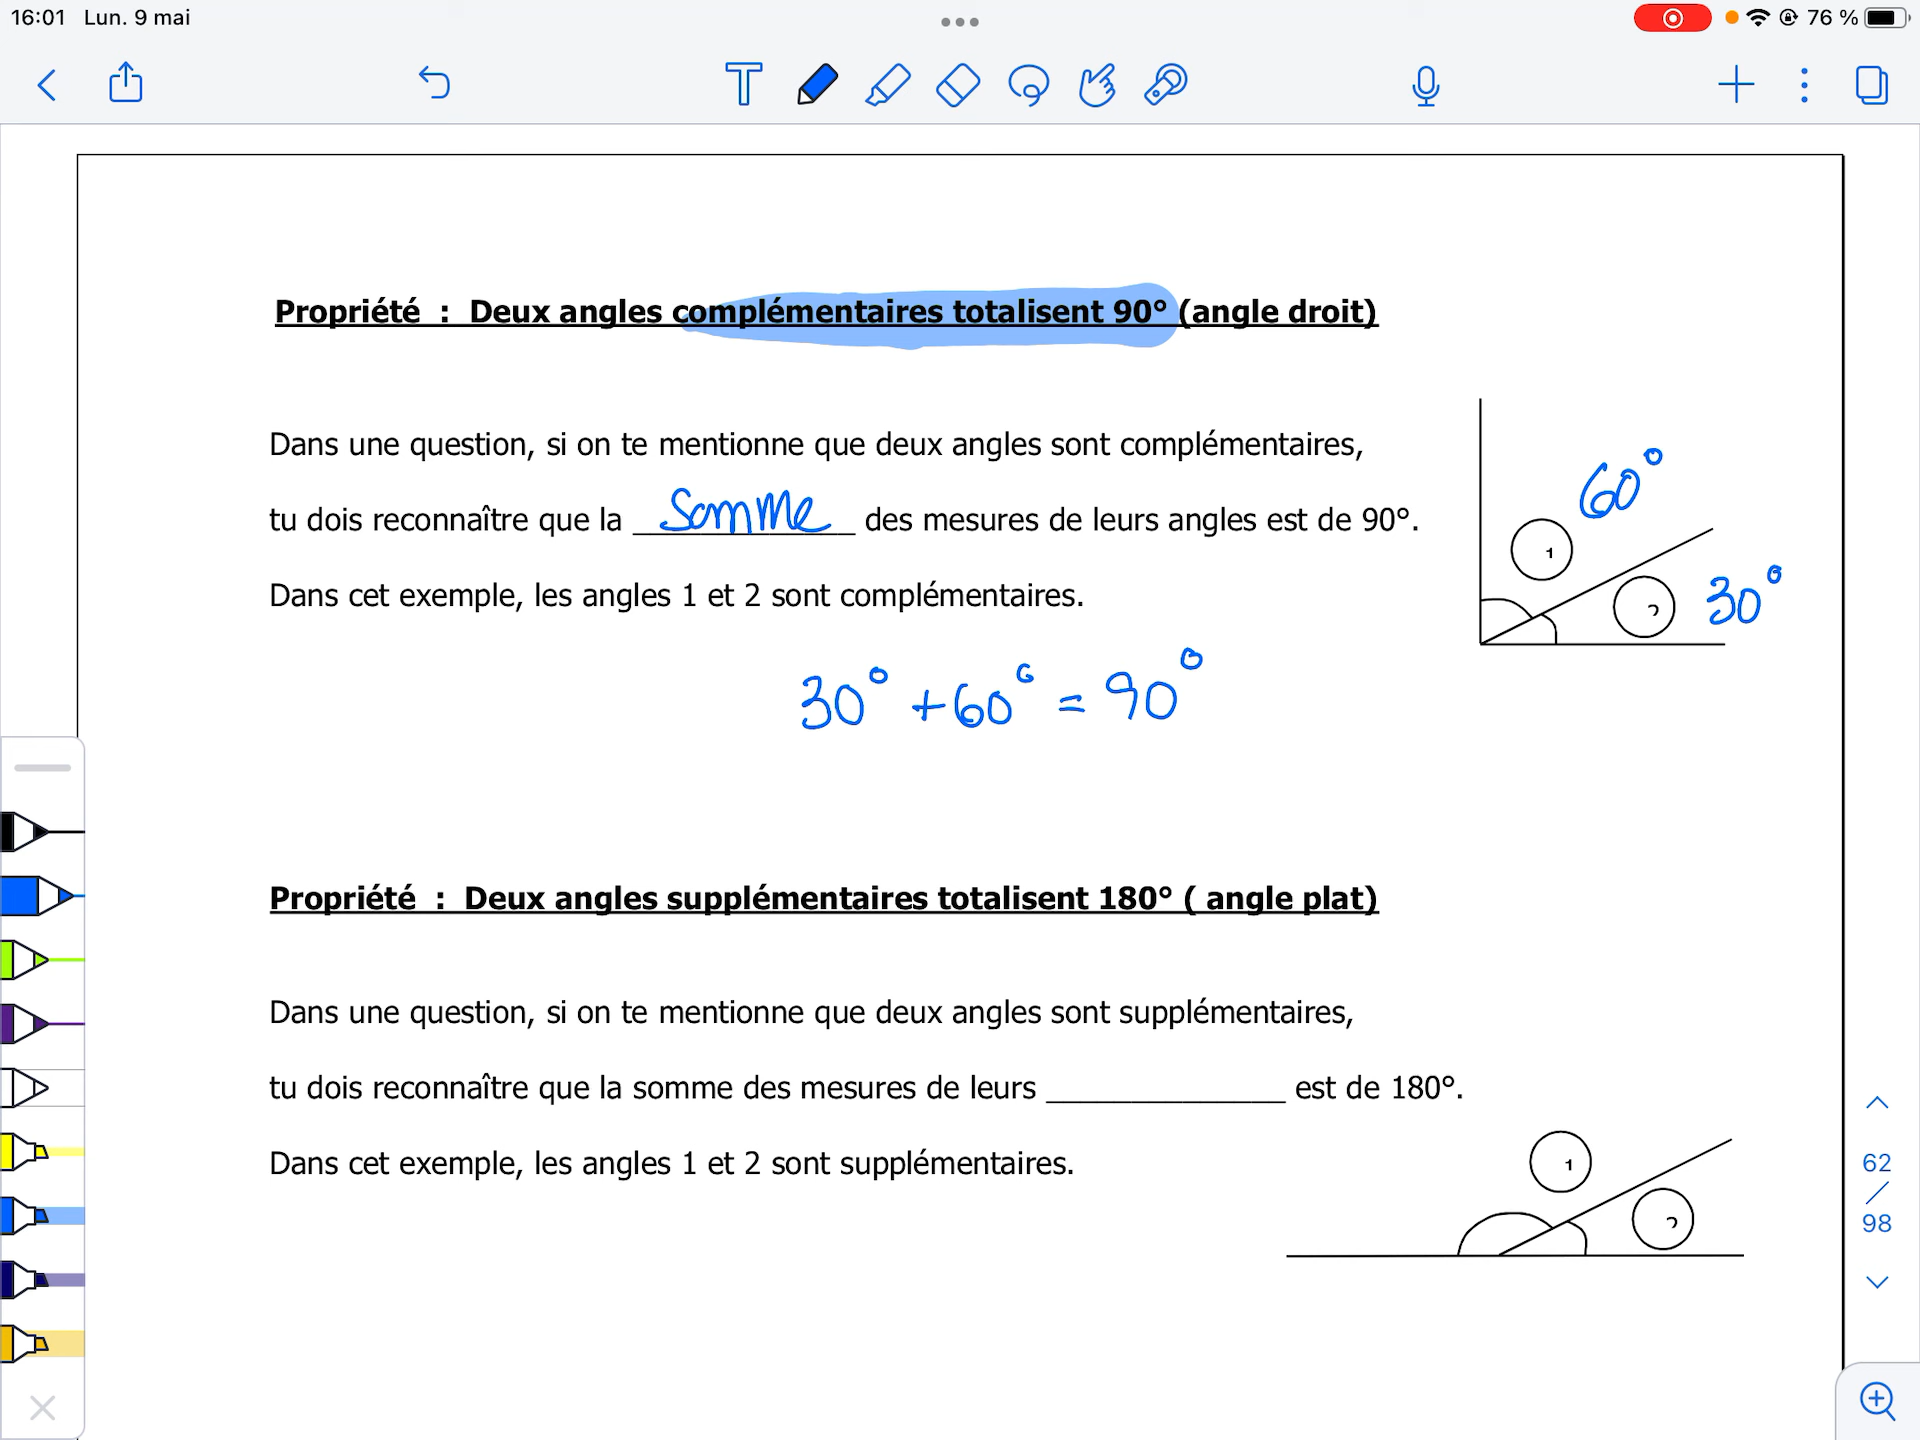 16:01 Lun. 9 mai
76 %
Propriété : Deux angles complémentaires totalisent 90° (angle droit)
Dans une question, si on te mentionne que deux angles sont complémentaires,
tu dois reconnaître que la somme des mesures de leurs angles est de 90°.
Dans cet exemple, les angles 1 et 2 sont complémentaires.
60°
1
2
30°
30° + 60° = 90°
Propriété : Deux angles supplémentaires totalisent 180° ( angle plat)
Dans une question, si on te mentionne que deux angles sont supplémentaires,
tu dois reconnaître que la somme des mesures de leurs ______________ est de 180°.
Dans cet exemple, les angles 1 et 2 sont supplémentaires.
1
2
62
/
98